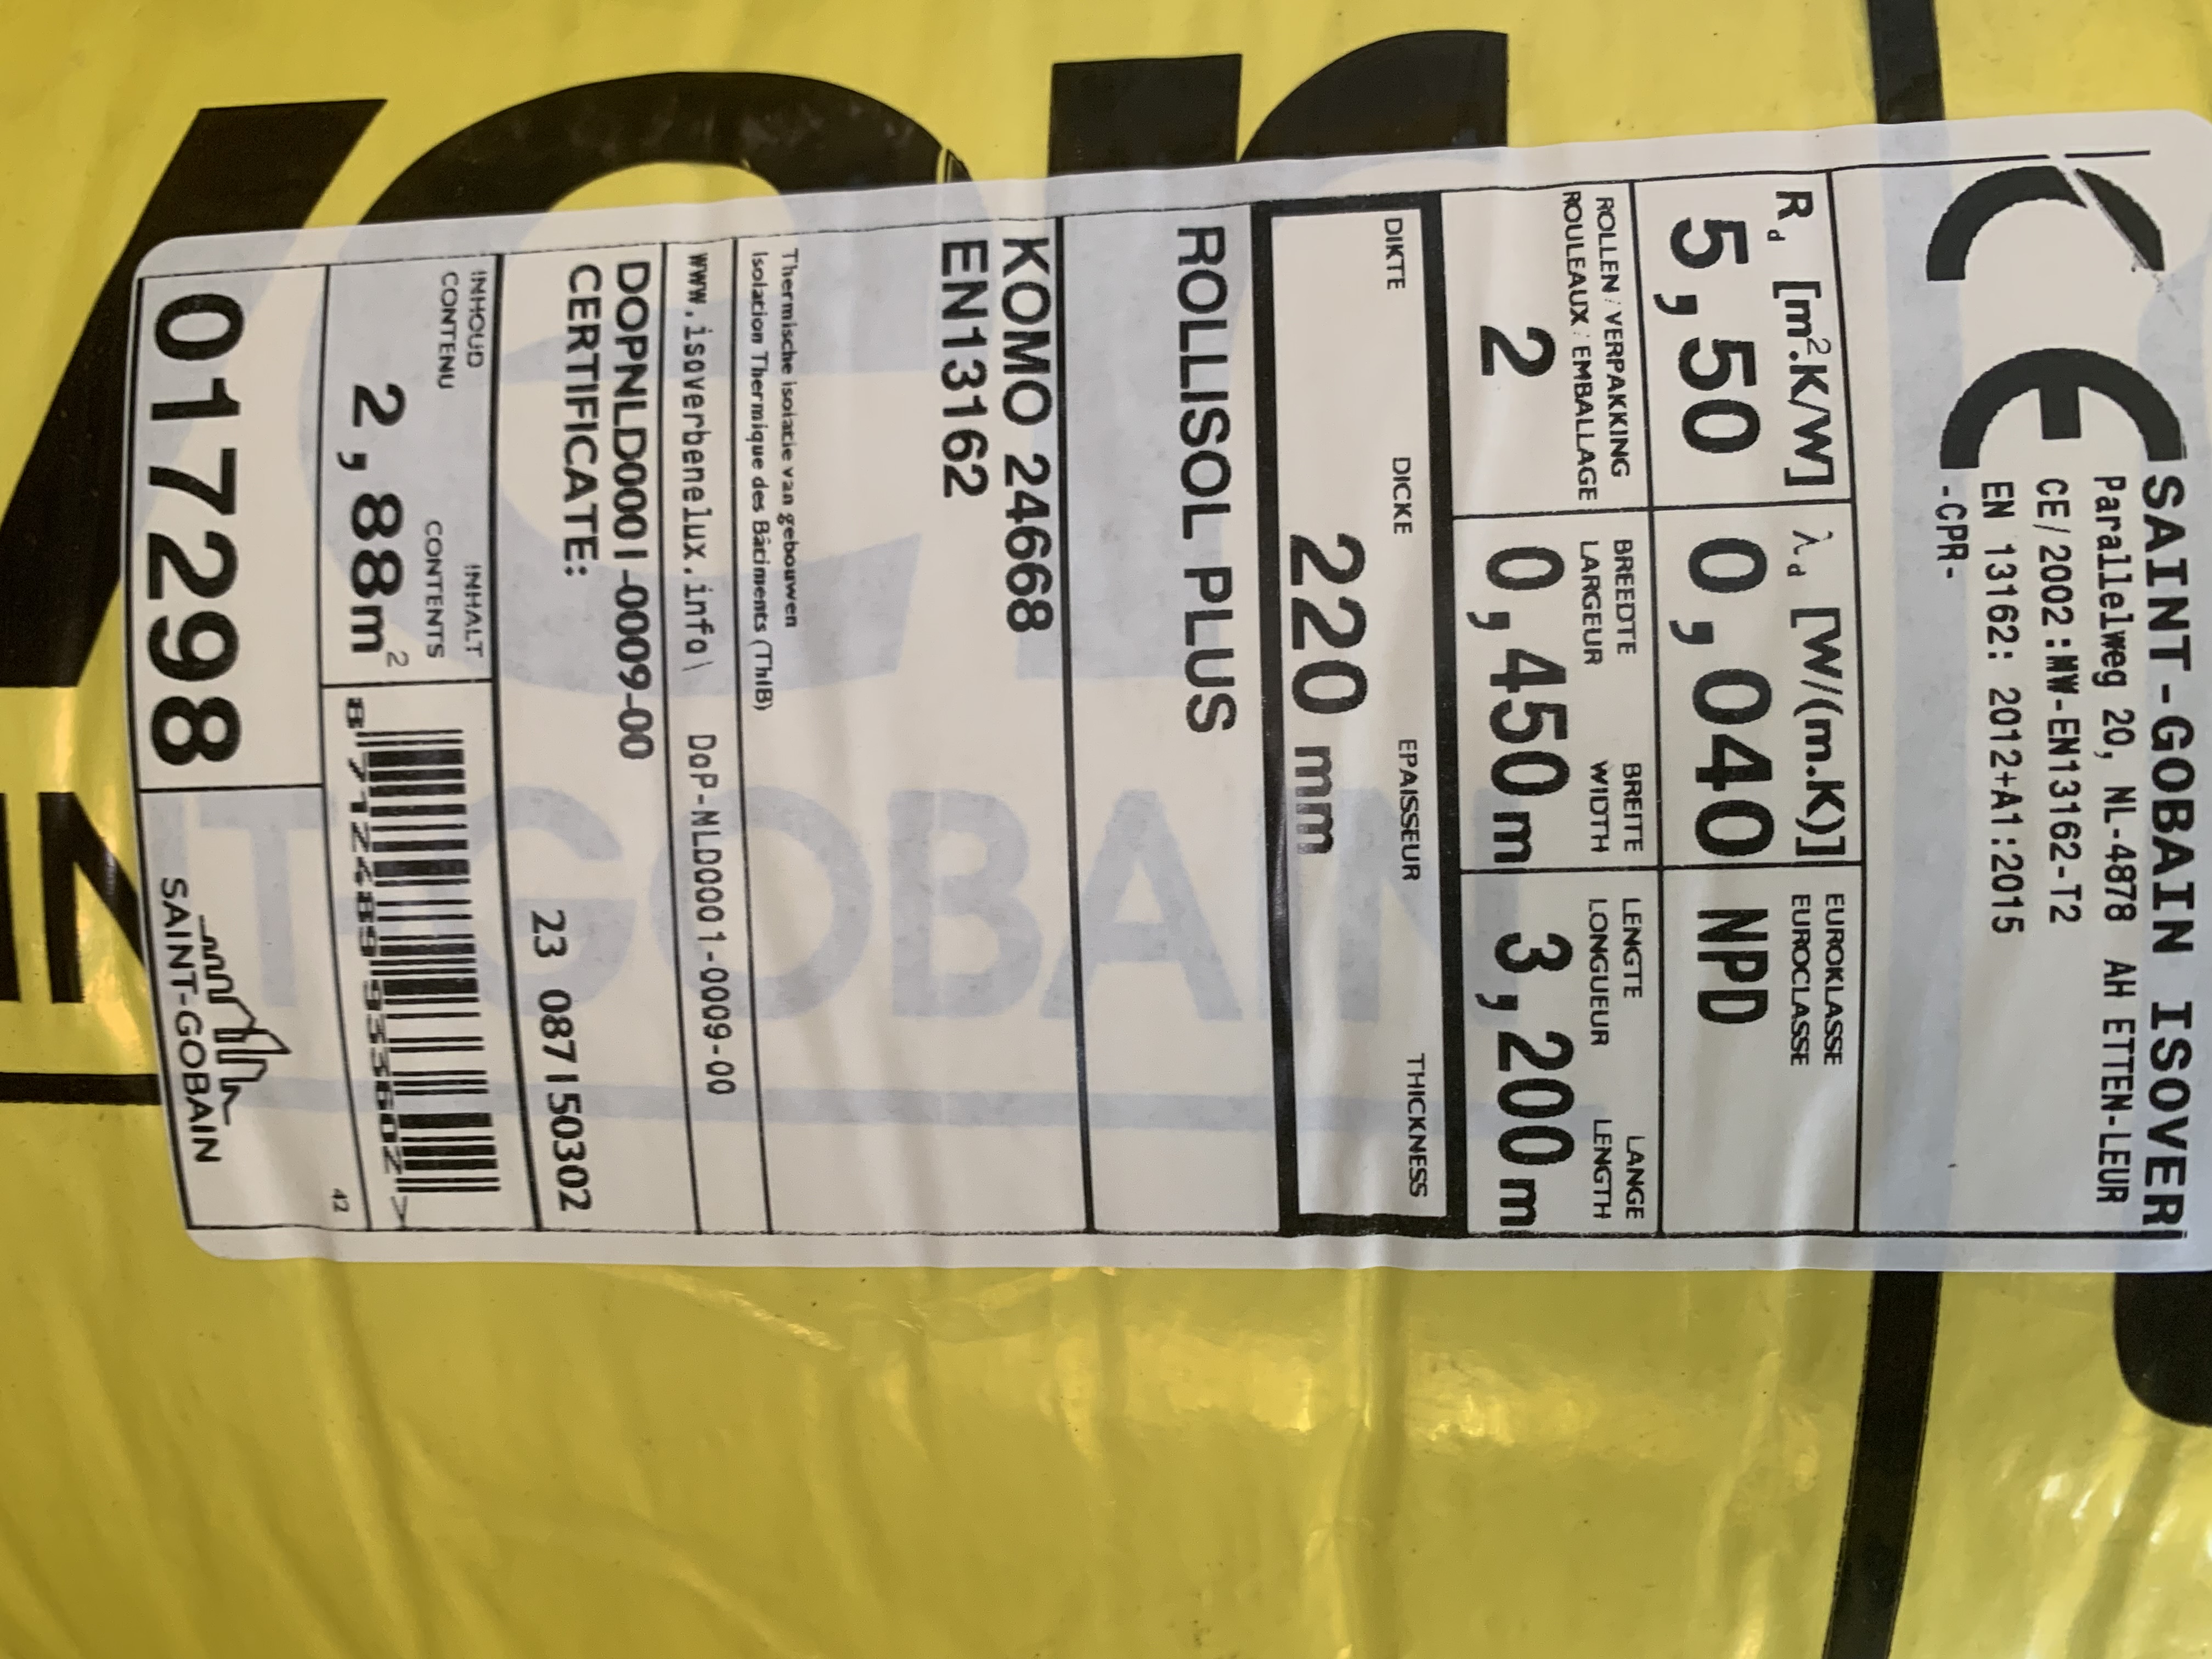 SAINT-GOBAIN ISOVER
Parallelweg 20, NL-4878 AH ETTEN-LEUR
CE/2002:MW-EN13162-T2
EN 13162: 2012+A1:2015
-CPR-
Rd [m².K/W] λd [W/(m.K)] EUROKLASSE
EUROCLASSE
5,50 0,040 NPD
ROLLEN / VERPAKKING BREEDTE BREITE LENGTE LANGE
ROULEAUX / EMBALLAGE LARGEUR WIDTH LONGUEUR LENGTH
2 0,450 m 3,200 m
DIKTE DICKE EPAISSEUR THICKNESS
220 mm
ROLLISOL PLUS
KOMO 24668
EN13162
Thermische isolatie van gebouwen
Isolation Thermique des Bâtiments (ThIB)
www.isoverbenelux.info\ DoP-NLD0001-0009-00
DOPNLD0001-0009-00
CERTIFICATE:
23 087150302
INHOUD INHALT
CONTENU CONTENTS
2,88m²
42
017298
SAINT-GOBAIN